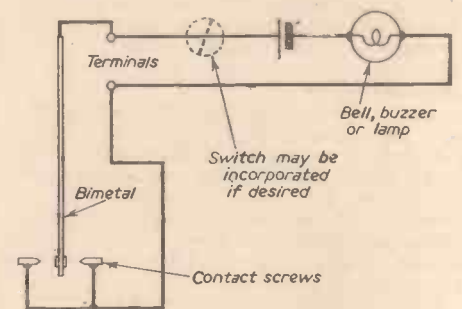 Terminals
Bell, buzzer
or lamp
Switch may be
incorporated
if desired
Bimetal
Contact screws